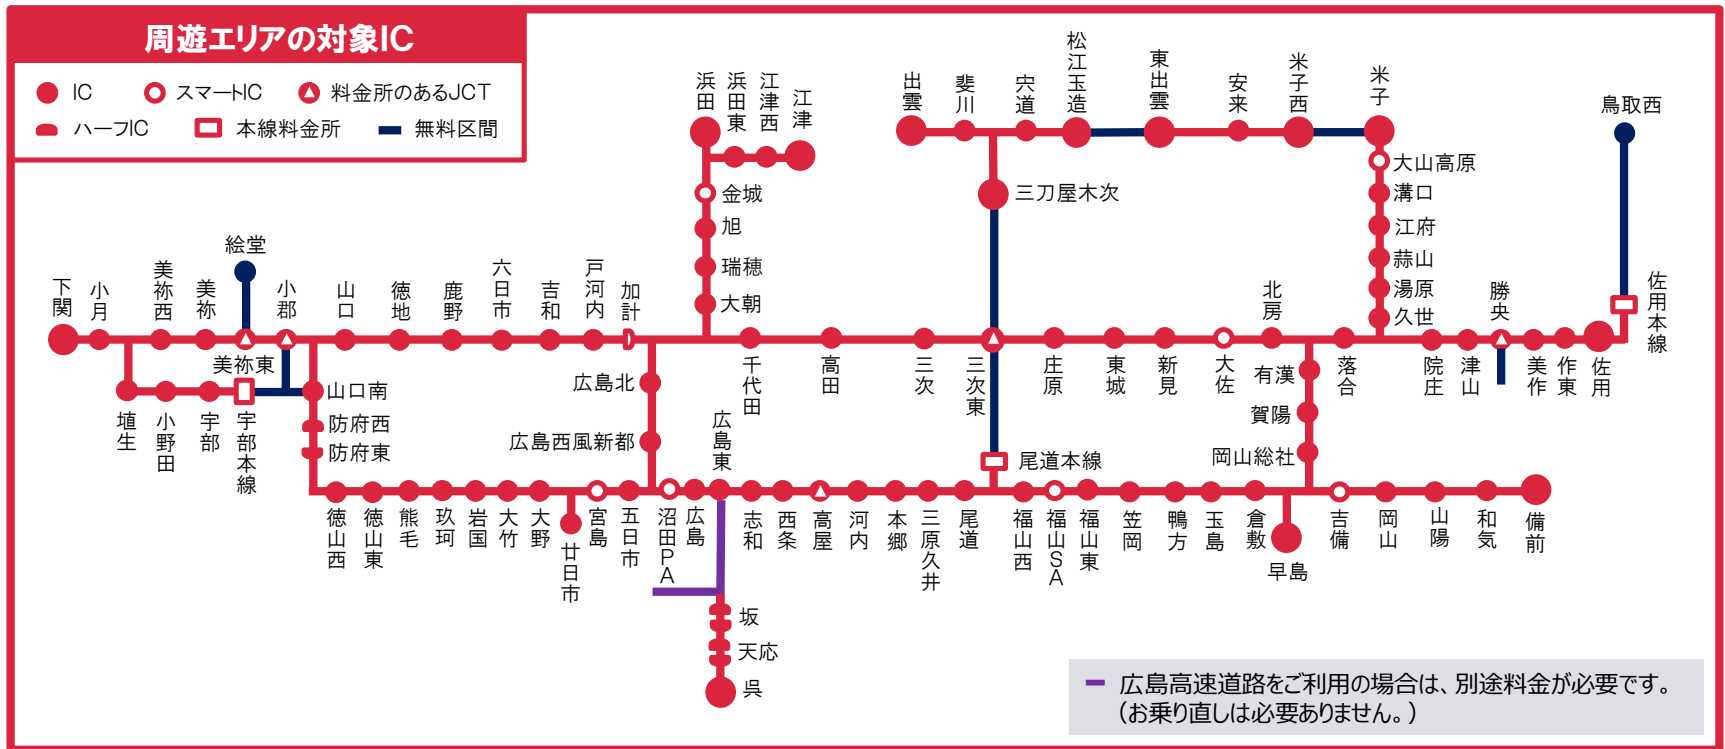 周遊エリアの対象IC
IC
スマートIC
料金所のあるJCT
ハーフIC
本線料金所
無料区間
浜田
浜田東
江津西
江津
出雲
斐川
宍道
松江玉造
東出雲
安来
米子西
米子
鳥取西
金城
旭
瑞穂
大朝
三刀屋木次
大山高原
溝口
江府
蒜山
湯原
久世
下関
小月
美祢西
美祢
絵堂
小郡
山口
徳地
鹿野
六日市
吉和
戸河内
加計
北房
勝央
佐用本線
美祢東
千代田
高田
三次
三次東
庄原
東城
新見
大佐
落合
院庄
津山
美作
作東
佐用
埴生
小野田
宇部
宇部本線
山口南
防府西
防府東
広島北
広島西風新都
広島東
尾道本線
有漢
賀陽
岡山総社
徳山西
徳山東
熊毛
玖珂
岩国
大竹
大野
廿日市
宮島
五日市
沼田PA
広島
志和
西条
高屋
河内
本郷
三原久井
尾道
福山西
福山SA
福山東
笠岡
鴨方
玉島
倉敷
早島
吉備
岡山
山陽
和気
備前
坂
天応
呉
広島高速道路をご利用の場合は、別途料金が必要です。
（お乗り直しは必要ありません。）